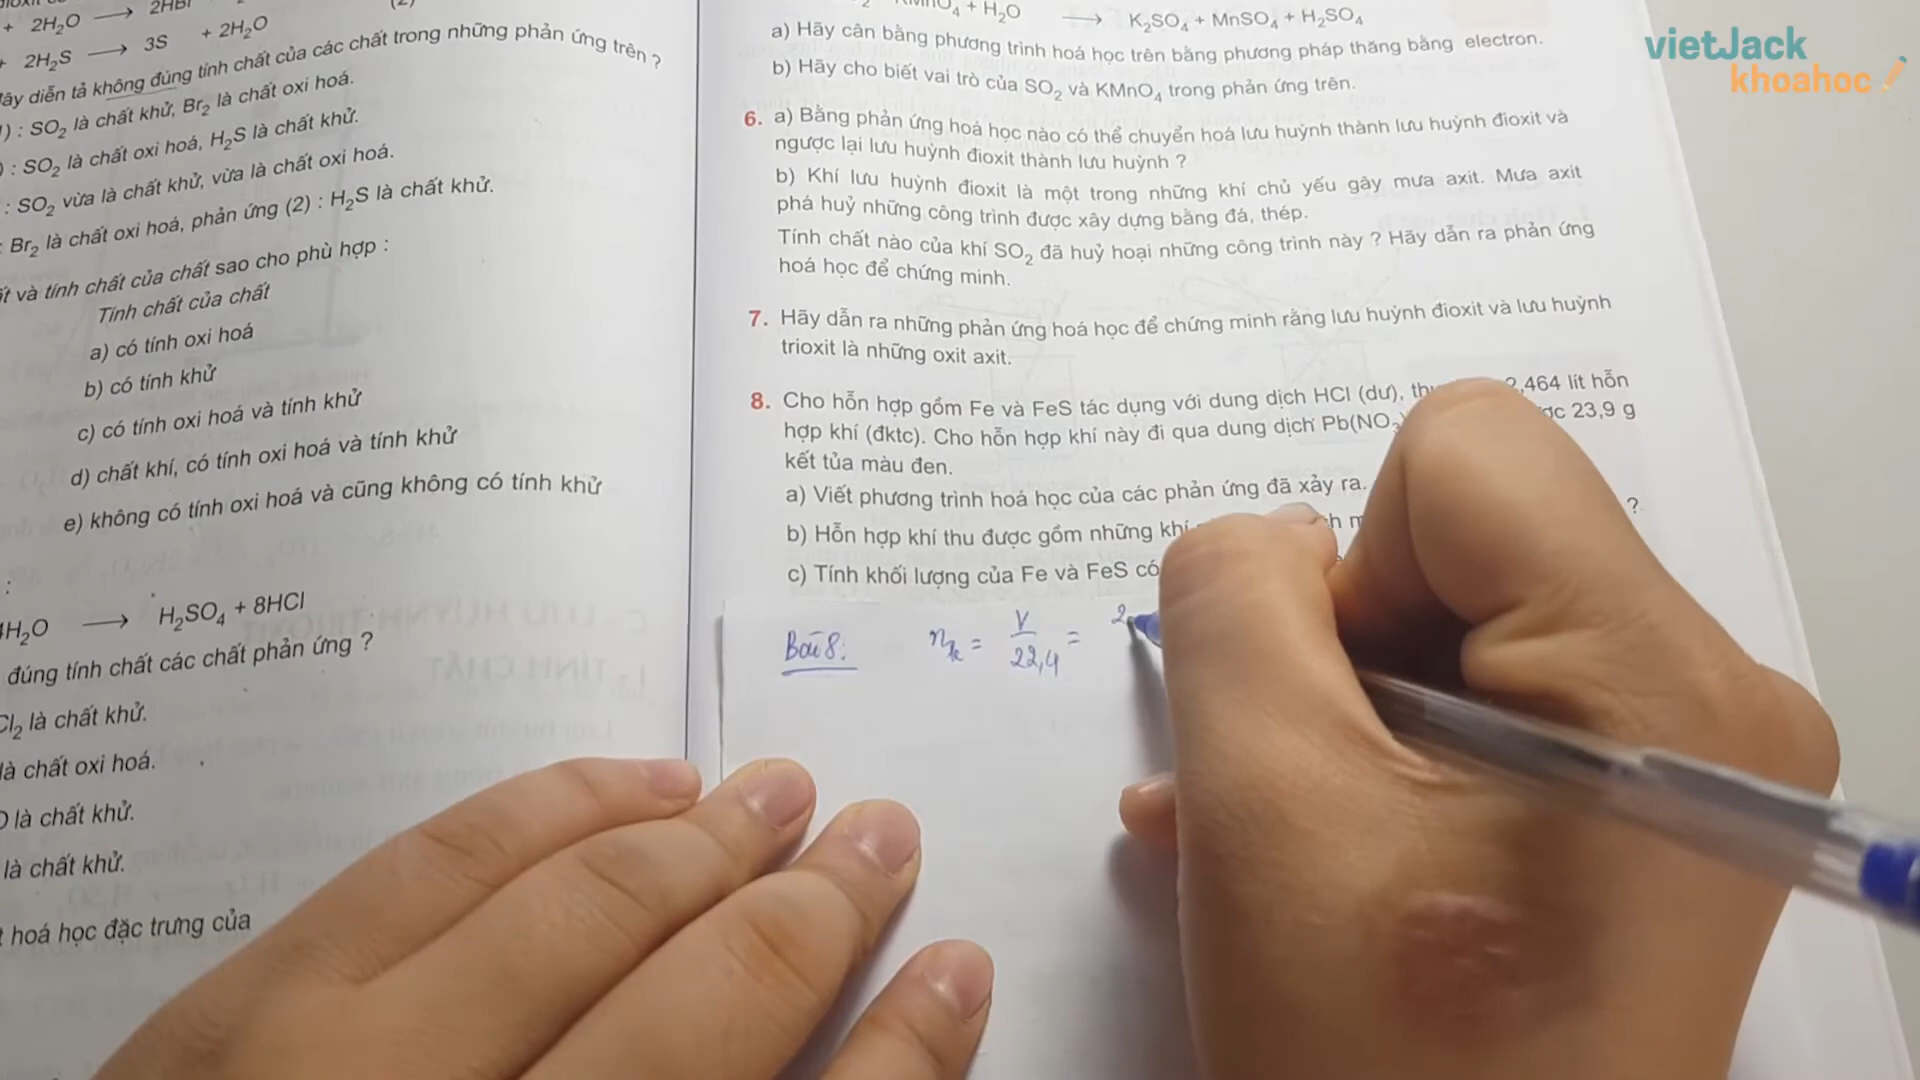 + 2H₂O ⟶ 2HBr
+ 2H₂S ⟶ 3S + 2H₂O
(2)
đây diễn tả không đúng tính chất của các chất trong những phản ứng trên ?
) : SO₂ là chất khử, Br₂ là chất oxi hoá.
) : SO₂ là chất oxi hoá, H₂S là chất khử.
: SO₂ vừa là chất khử, vừa là chất oxi hoá.
: Br₂ là chất oxi hoá, phản ứng (2) : H₂S là chất khử.
và tính chất của chất sao cho phù hợp :
Tính chất của chất
a) có tính oxi hoá
b) có tính khử
c) có tính oxi hoá và tính khử
d) chất khí, có tính oxi hoá và tính khử
e) không có tính oxi hoá và cũng không có tính khử
:
4H₂O ⟶ H₂SO₄ + 8HCl
đúng tính chất các chất phản ứng ?
Cl₂ là chất khử.
là chất oxi hoá.
O là chất khử.
là chất khử.
hoá học đặc trưng của
KMnO₄ + H₂O ⟶ K₂SO₄ + MnSO₄ + H₂SO₄
a) Hãy cân bằng phương trình hoá học trên bằng phương pháp thăng bằng electron.
b) Hãy cho biết vai trò của SO₂ và KMnO₄ trong phản ứng trên.
6. a) Bằng phản ứng hoá học nào có thể chuyển hoá lưu huỳnh thành lưu huỳnh đioxit và
ngược lại lưu huỳnh đioxit thành lưu huỳnh ?
b) Khí lưu huỳnh đioxit là một trong những khí chủ yếu gây mưa axit. Mưa axit
phá huỷ những công trình được xây dựng bằng đá, thép.
Tính chất nào của khí SO₂ đã huỷ hoại những công trình này ? Hãy dẫn ra phản ứng
hoá học để chứng minh.
7. Hãy dẫn ra những phản ứng hoá học để chứng minh rằng lưu huỳnh đioxit và lưu huỳnh
trioxit là những oxit axit.
8. Cho hỗn hợp gồm Fe và FeS tác dụng với dung dịch HCl (dư), 2,464 lít hỗn
hợp khí (đktc). Cho hỗn hợp khí này đi qua dung dịch Pb(NO₃) 23,9 g
kết tủa màu đen.
a) Viết phương trình hoá học của các phản ứng đã xảy ra.
b) Hỗn hợp khí thu được gồm những khí ?
c) Tính khối lượng của Fe và FeS có
Bài 8: nₖ = V/22,4 = 2
vietJack
khoahoc